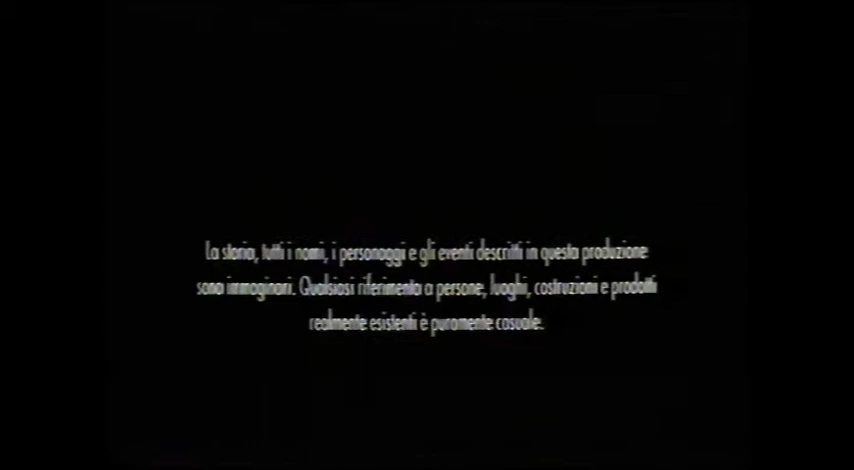 La storia, tutti i nomi, i personaggi e gli eventi descritti in questa produzione
sono immaginari. Qualsiasi riferimento a persone, luoghi, costruzioni e prodotti
realmente esistenti è puramente casuale.